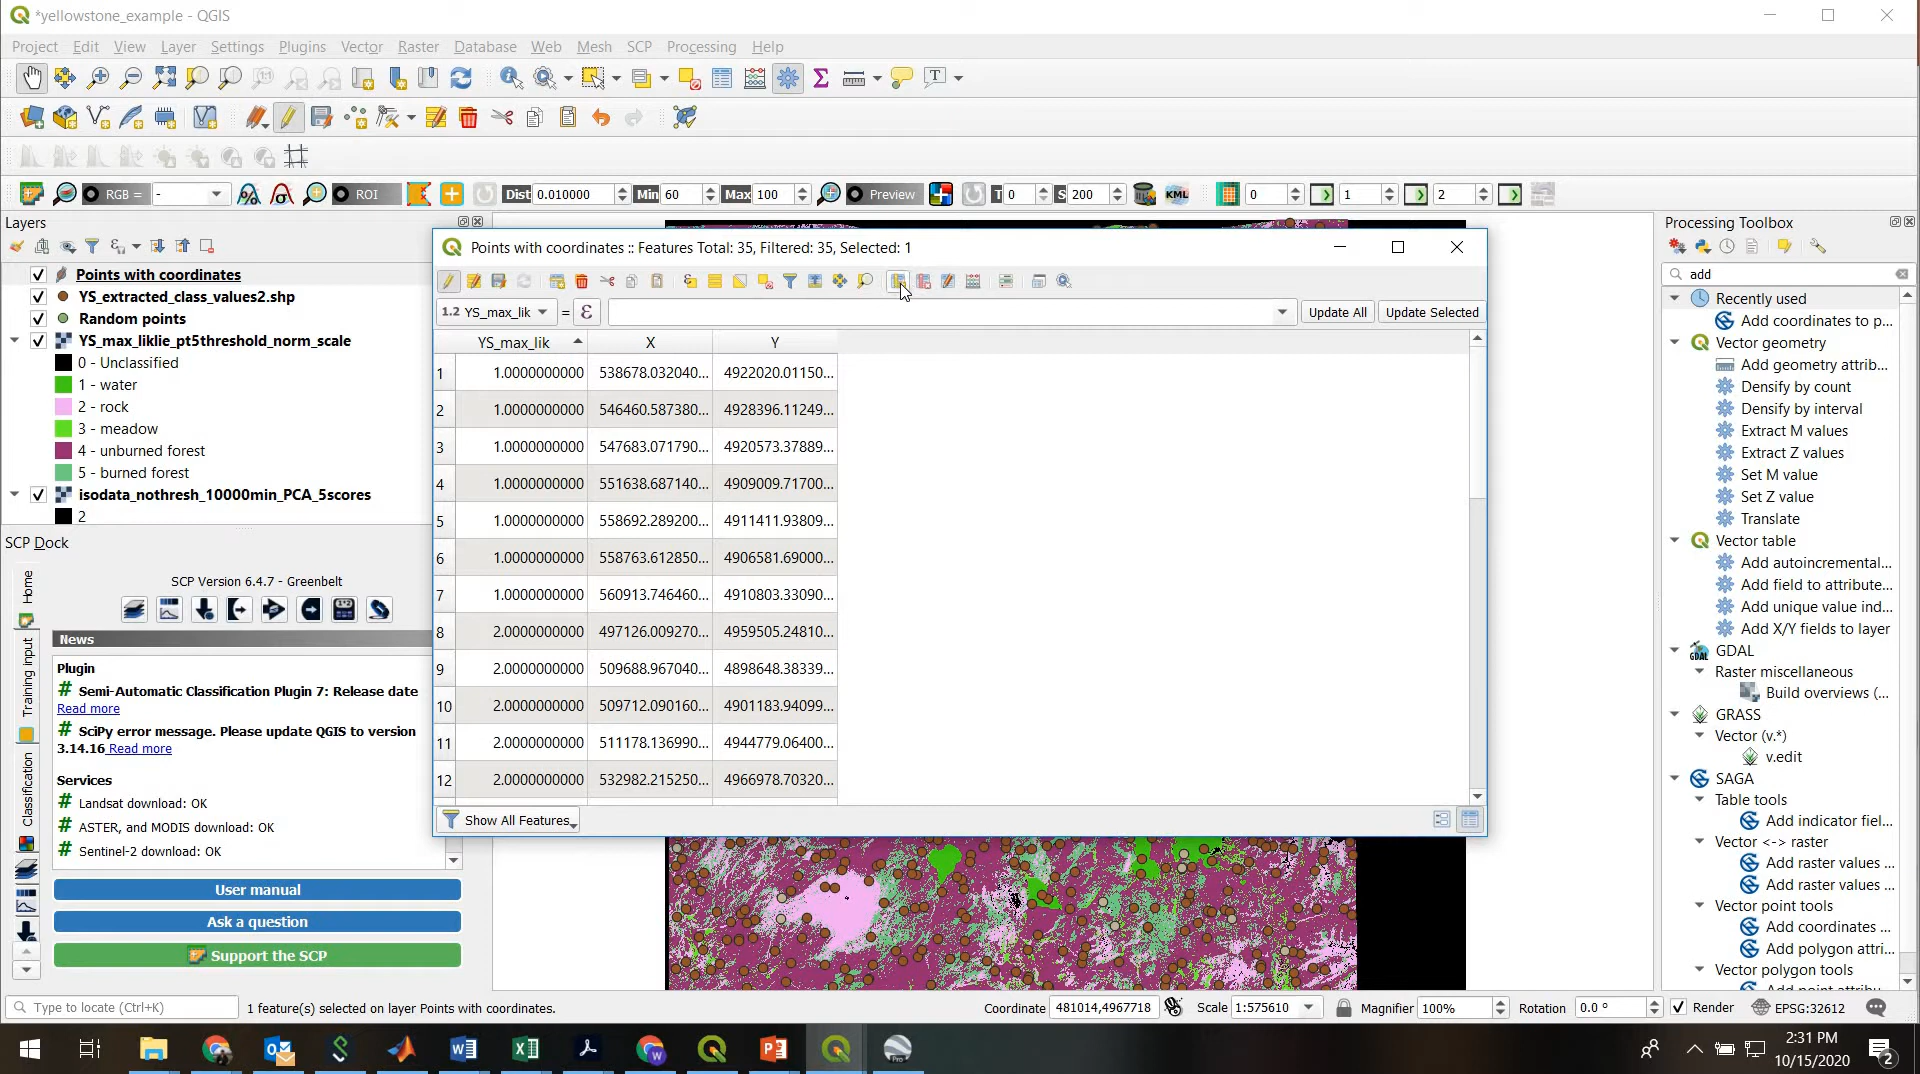 *yellowstone_example - QGIS
Project Edit View Layer Settings Plugins Vector Raster Database Web Mesh SCP Processing Help
RGB = - ROI Dist 0.010000 Min 60 Max 100 Preview T 0 S 200 KML 0 1 2
Layers
Points with coordinates
YS_extracted_class_values2.shp
Random points
YS_max_liklie_pt5threshold_norm_scale
0 - Unclassified
1 - water
2 - rock
3 - meadow
4 - unburned forest
5 - burned forest
isodata_nothresh_10000min_PCA_5scores
2
SCP Dock
Home
Training input
Classification
SCP Version 6.4.7 - Greenbelt
News
Plugin
# Semi-Automatic Classification Plugin 7: Release date
Read more
# SciPy error message. Please update QGIS to version
3.14.16 Read more
Services
# Landsat download: OK
# ASTER, and MODIS download: OK
# Sentinel-2 download: OK
User manual
Ask a question
Support the SCP
Points with coordinates :: Features Total: 35, Filtered: 35, Selected: 1
1.2 YS_max_lik = ε Update All Update Selected
YS_max_lik X Y
1 1.0000000000 538678.032040... 4922020.01150...
2 1.0000000000 546460.587380... 4928396.11249...
3 1.0000000000 547683.071790... 4920573.37889...
4 1.0000000000 551638.687140... 4909009.71700...
5 1.0000000000 558692.289200... 4911411.93809...
6 1.0000000000 558763.612850... 4906581.69000...
7 1.0000000000 560913.746460... 4910803.33090...
8 2.0000000000 497126.009270... 4959505.24810...
9 2.0000000000 509688.967040... 4898648.38339...
10 2.0000000000 509712.090160... 4901183.94099...
11 2.0000000000 511178.136990... 4944779.06400...
12 2.0000000000 532982.215250... 4966978.70320...
Show All Features
Processing Toolbox
add
Recently used
Add coordinates to p...
Vector geometry
Add geometry attrib...
Densify by count
Densify by interval
Extract M values
Extract Z values
Set M value
Set Z value
Translate
Vector table
Add autoincremental...
Add field to attribute...
Add unique value ind...
Add X/Y fields to layer
GDAL
Raster miscellaneous
Build overviews (...
GRASS
Vector (v.*)
v.edit
SAGA
Table tools
Add indicator fiel...
Vector <-> raster
Add raster values ...
Add raster values ...
Vector point tools
Add coordinates ...
Add polygon attri...
Vector polygon tools
Type to locate (Ctrl+K) 1 feature(s) selected on layer Points with coordinates. Coordinate 481014,4967718 Scale 1:575610 Magnifier 100% Rotation 0.0 ° Render EPSG:32612
2:31 PM
10/15/2020
2